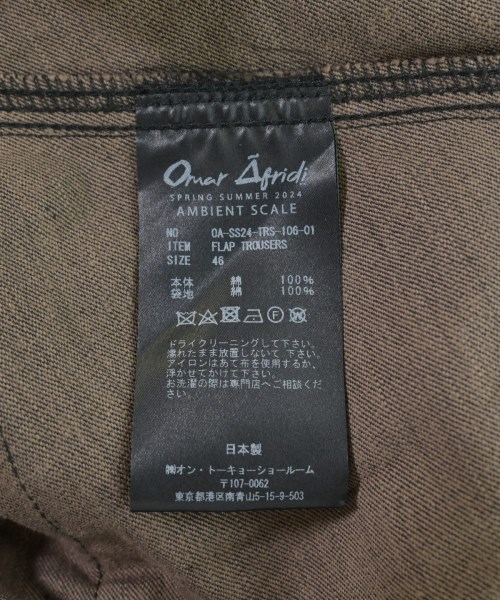 Omar Ãfridi
SPRING SUMMER 2024
AMBIENT SCALE
NO OA-SS24-TRS-106-01
ITEM FLAP TROUSERS
SIZE 46
本体 綿 100%
袋地 綿 100%
ドライクリーニングして下さい。
濡れたまま放置しないて下さい。
アイロンはあて布を使用するか、
浮かせてかけて下さい。
お洗濯の際は専門店へご相談くだ
さい。
日本製
㈱オン・トーキョーショールーム
〒107-0062
東京都港区南青山5-15-9-503